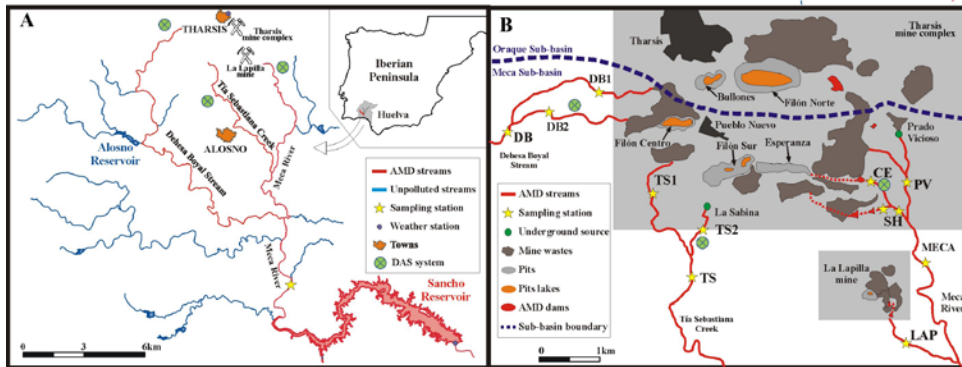 A
THARSIS
Tharsis
mine complex
La Lapilla
mine
Iberian
Peninsula
Huelva
Tía Sebastiana Creek
Alosno
Reservoir
ALOSNO
Dehesa Boyal Stream
Meca River
Meca River
AMD streams
Unpolluted streams
Sampling station
Weather station
Towns
DAS system
Sancho
Reservoir
0 3 6km
B
Tharsis
Tharsis
mine complex
Oraque Sub-basin
Meca Sub-basin
DB1
Bullones
Filón Norte
DB2
DB
Dehesa Boyal
Stream
Filón Centro
Pueblo Nuevo
Filón Sur
Esperanza
Prado
Vicioso
CE
PV
TS1
SH
La Sabina
TS2
AMD streams
Sampling station
Underground source
Mine wastes
Pits
Pits lakes
AMD dams
Sub-basin boundary
TS
MECA
La Lapilla
mine
Meca
River
Tía Sebastiana
Creek
LAP
0 1km